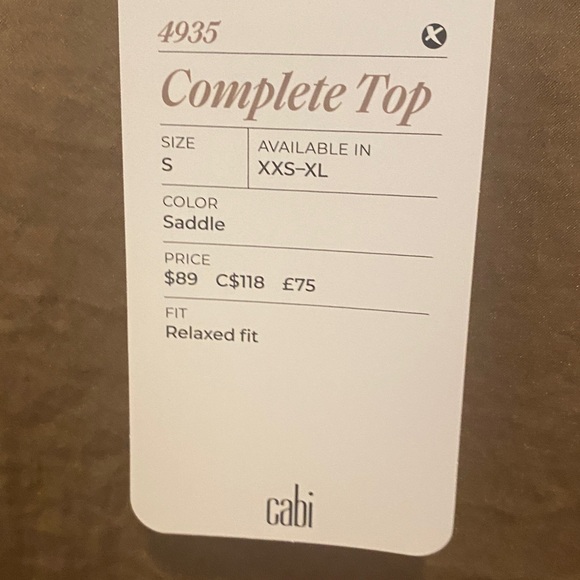 4935
Complete Top
SIZE
S
AVAILABLE IN
XXS–XL
COLOR
Saddle
PRICE
$89 C$118 £75
FIT
Relaxed fit
cabi